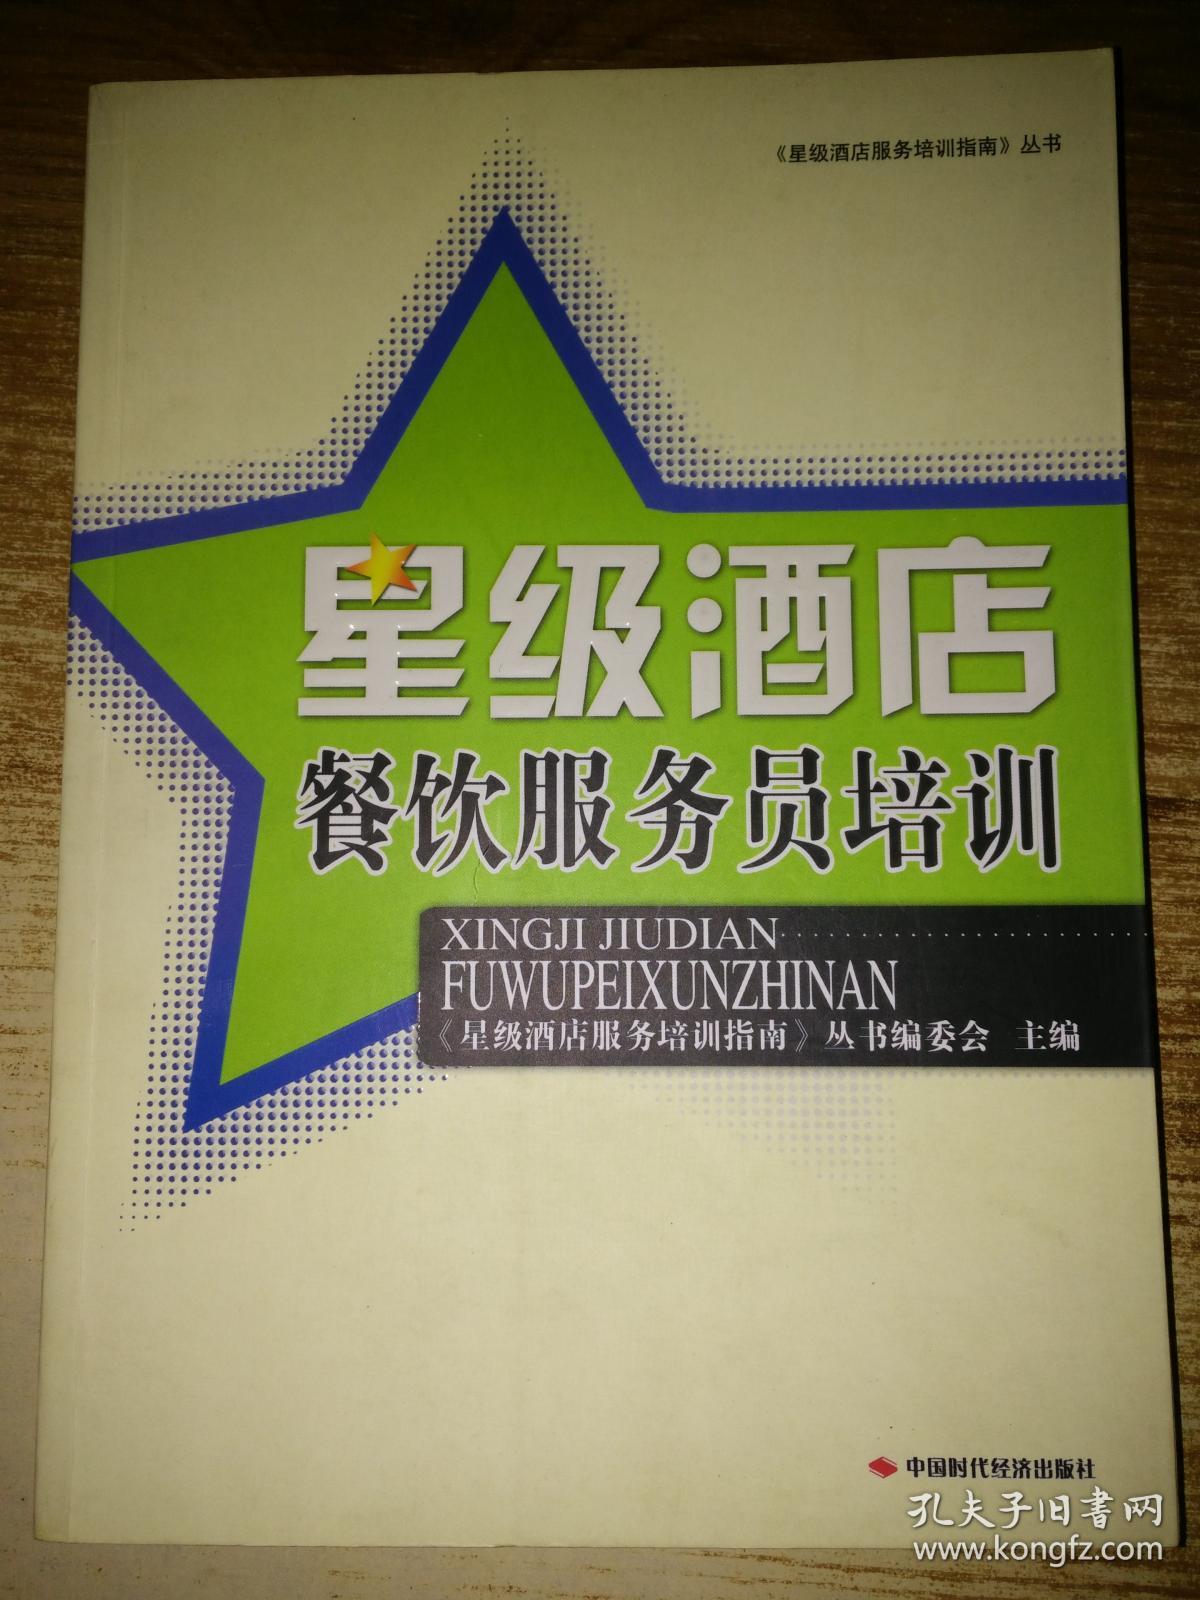 《星级酒店服务培训指南》丛书
星级酒店
餐饮服务员培训
XINGJI JIUDIAN
FUWUPEIXUNZHINAN
《星级酒店服务培训指南》丛书编委会 主编
中国时代经济出版社
孔夫子旧书网
www.kongfz.com